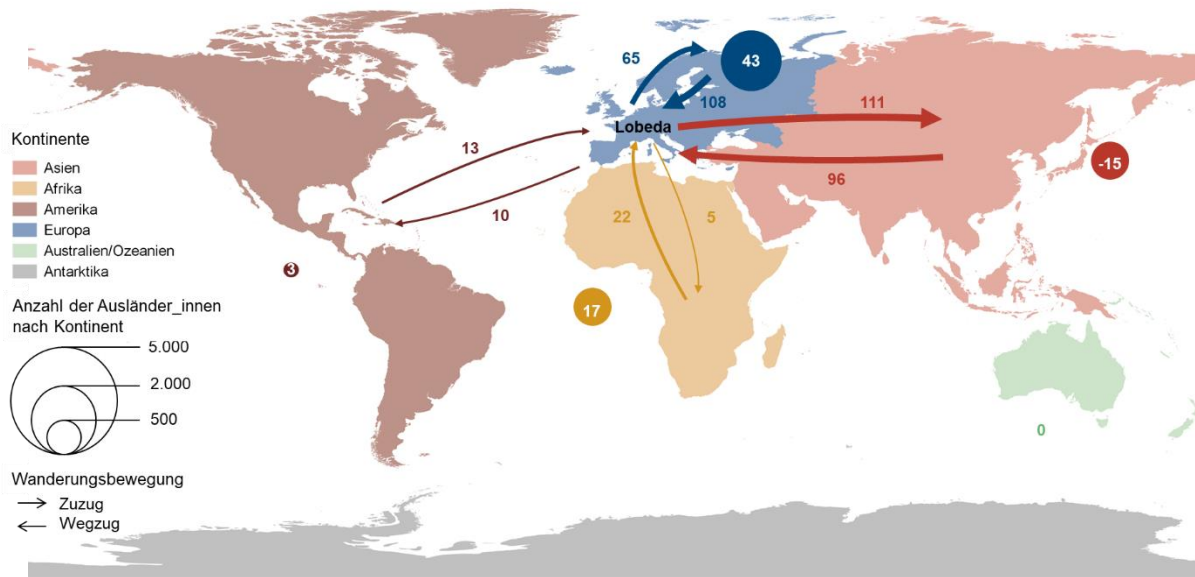 65
43
108
111
Lobeda
13
96
-15
10
22
5
3
17
0
Kontinente
Asien
Afrika
Amerika
Europa
Australien/Ozeanien
Antarktika
Anzahl der Ausländer_innen
nach Kontinent
5.000
2.000
500
Wanderungsbewegung
Zuzug
Wegzug